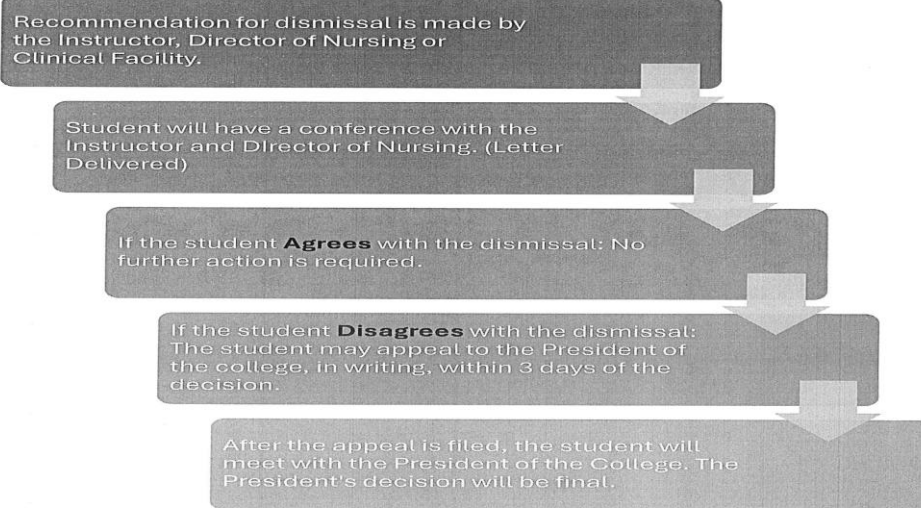 Recommendation for dismissal is made by
the Instructor, Director of Nursing or
Clinical Facility.
Student will have a conference with the
Instructor and DIrector of Nursing. (Letter
Delivered)
If the student Agrees with the dismissal: No
further action is required.
If the student Disagrees with the dismissal:
The student may appeal to the President of
the college, in writing, within 3 days of the
decision.
After the appeal is filed, the student will
meet with the President of the College. The
President's decision will be final.